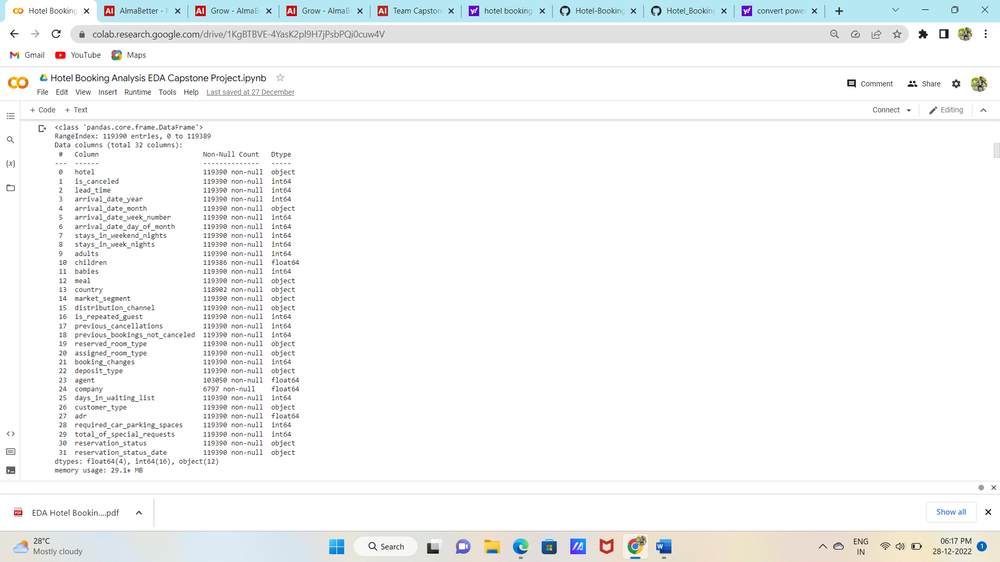 Hotel Booking
AlmaBetter - F
Grow - AlmaBe
Grow - AlmaBe
Team Capston
hotel booking
Hotel-Booking
Hotel_Booking
convert power
colab.research.google.com/drive/1KgBTBVE-4YasK2pl9H7jPsbPQi0cuw4V
Gmail YouTube Maps
Hotel Booking Analysis EDA Capstone Project.ipynb
Comment Share
File Edit View Insert Runtime Tools Help Last saved at 27 December
+ Code + Text Connect Editing
<class 'pandas.core.frame.DataFrame'>
RangeIndex: 119390 entries, 0 to 119389
Data columns (total 32 columns):
# Column Non-Null Count Dtype
--- ------ -------------- -----
0 hotel 119390 non-null object
1 is_canceled 119390 non-null int64
2 lead_time 119390 non-null int64
3 arrival_date_year 119390 non-null int64
4 arrival_date_month 119390 non-null object
5 arrival_date_week_number 119390 non-null int64
6 arrival_date_day_of_month 119390 non-null int64
7 stays_in_weekend_nights 119390 non-null int64
8 stays_in_week_nights 119390 non-null int64
9 adults 119390 non-null int64
10 children 119386 non-null float64
11 babies 119390 non-null int64
12 meal 119390 non-null object
13 country 118902 non-null object
14 market_segment 119390 non-null object
15 distribution_channel 119390 non-null object
16 is_repeated_guest 119390 non-null int64
17 previous_cancellations 119390 non-null int64
18 previous_bookings_not_canceled 119390 non-null int64
19 reserved_room_type 119390 non-null object
20 assigned_room_type 119390 non-null object
21 booking_changes 119390 non-null int64
22 deposit_type 119390 non-null object
23 agent 103050 non-null float64
24 company 6797 non-null float64
25 days_in_waiting_list 119390 non-null int64
26 customer_type 119390 non-null object
27 adr 119390 non-null float64
28 required_car_parking_spaces 119390 non-null int64
29 total_of_special_requests 119390 non-null int64
30 reservation_status 119390 non-null object
31 reservation_status_date 119390 non-null object
dtypes: float64(4), int64(16), object(12)
memory usage: 29.1+ MB
EDA Hotel Bookin....pdf
Show all
28°C
Mostly cloudy
Search
ENG
IN
06:17 PM
28-12-2022
1